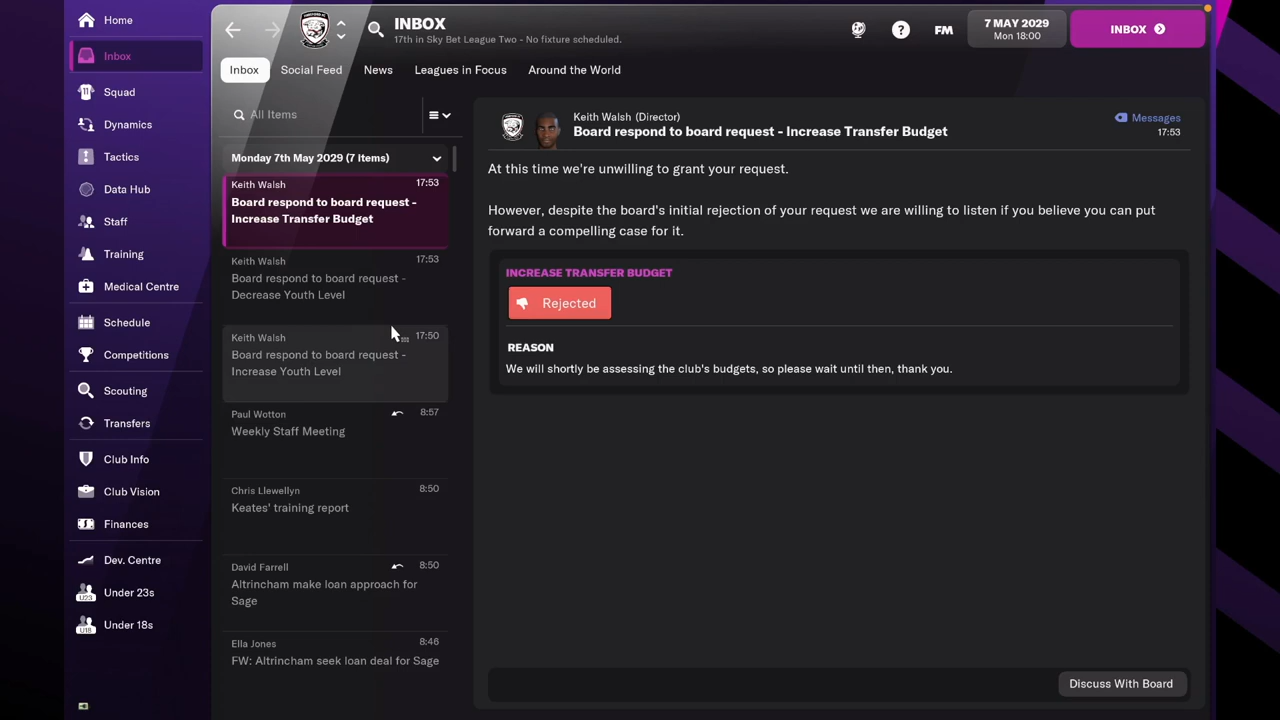 Home
Inbox
Squad
Dynamics
Tactics
Data Hub
Staff
Training
Medical Centre
Schedule
Competitions
Scouting
Transfers
Club Info
Club Vision
Finances
Dev. Centre
Under 23s
Under 18s
INBOX
17th in Sky Bet League Two - No fixture scheduled.
FM
7 MAY 2029
Mon 18:00
INBOX
Inbox
Social Feed
News
Leagues in Focus
Around the World
All Items
Monday 7th May 2029 (7 Items)
Keith Walsh 17:53
Board respond to board request -
Increase Transfer Budget
Keith Walsh 17:53
Board respond to board request -
Decrease Youth Level
Keith Walsh 17:50
Board respond to board request -
Increase Youth Level
Paul Wotton 8:57
Weekly Staff Meeting
Chris Llewellyn 8:50
Keates' training report
David Farrell 8:50
Altrincham make loan approach for
Sage
Ella Jones 8:46
FW: Altrincham seek loan deal for Sage
Keith Walsh (Director)
Board respond to board request - Increase Transfer Budget
Messages
17:53
At this time we're unwilling to grant your request.
However, despite the board's initial rejection of your request we are willing to listen if you believe you can put
forward a compelling case for it.
INCREASE TRANSFER BUDGET
Rejected
REASON
We will shortly be assessing the club's budgets, so please wait until then, thank you.
Discuss With Board